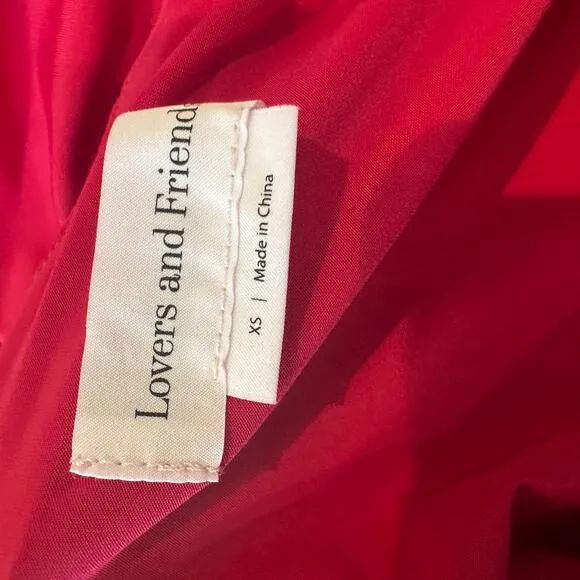 Lovers and Friend
XS | Made in China